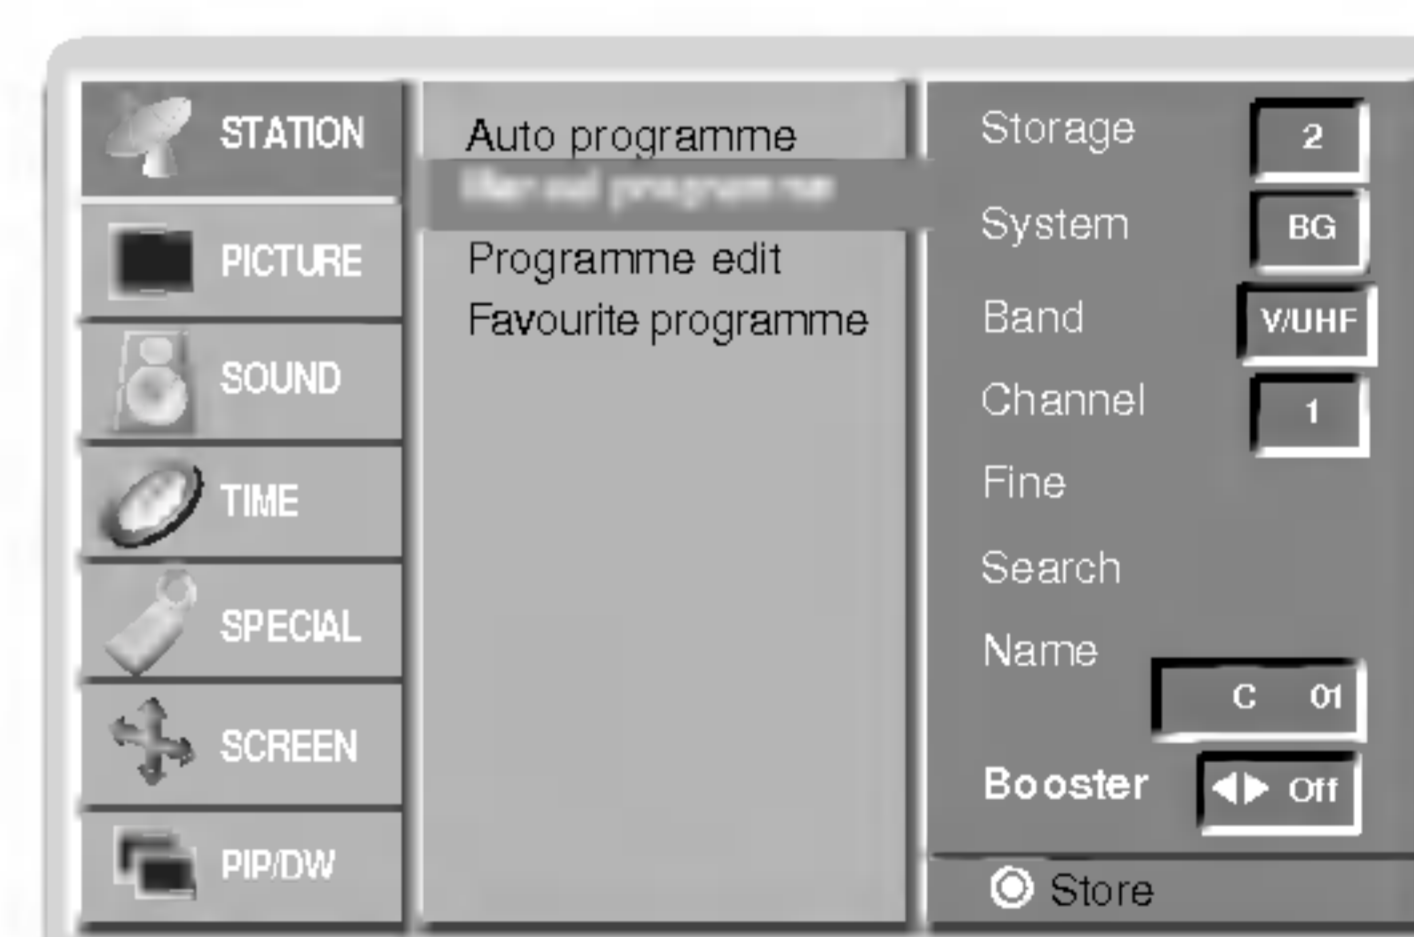 STATION
PICTURE
SOUND
TIME
SPECIAL
SCREEN
PIP/DW
Auto programme
programme
Programme edit
Favourite programme
Storage 2
System BG
Band V/UHF
Channel 1
Fine
Search
Name
C 01
Booster ◀▶ Off
Store